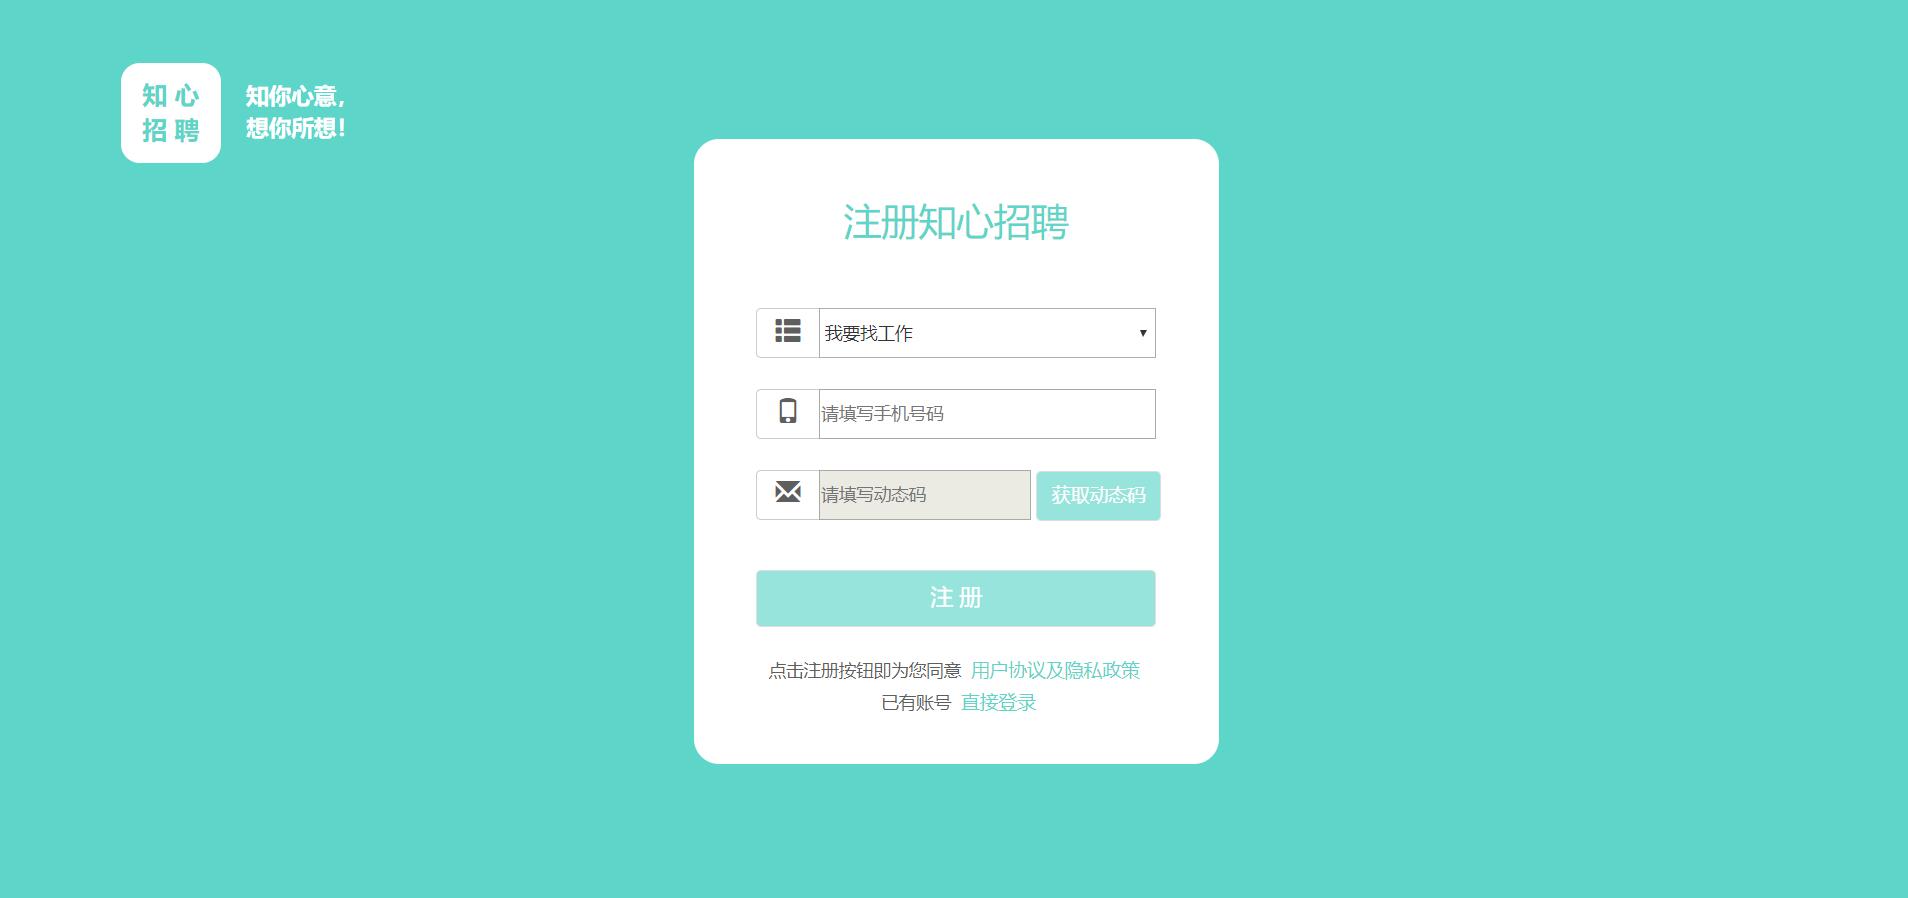 知 心
招 聘
知你心意，
想你所想！
注册知心招聘
我要找工作
请填写手机号码
请填写动态码
获取动态码
注 册
点击注册按钮即为您同意 用户协议及隐私政策
已有账号 直接登录